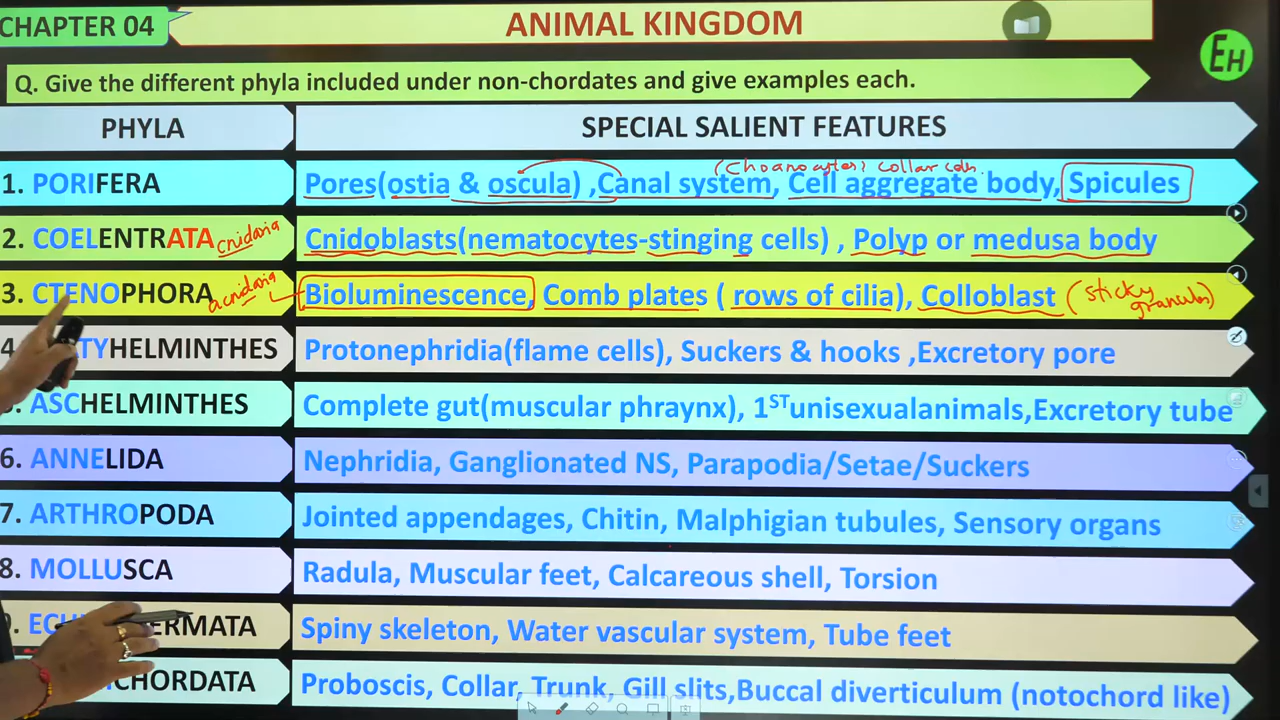 CHAPTER 04
ANIMAL KINGDOM
EH
Q. Give the different phyla included under non-chordates and give examples each.
PHYLA
SPECIAL SALIENT FEATURES
(Choanocytes) collar cells
1. PORIFERA
Pores(ostia & oscula) ,Canal system, Cell aggregate body, Spicules
2. COELENTRATA cnidaria
Cnidoblasts(nematocytes-stinging cells) , Polyp or medusa body
3. CTENOPHORA acnidaria
Bioluminescence, Comb plates ( rows of cilia), Colloblast (sticky granules)
4 TYHELMINTHES
Protonephridia(flame cells), Suckers & hooks ,Excretory pore
ASCHELMINTHES
Complete gut(muscular phraynx), 1STunisexualanimals,Excretory tube
6. ANNELIDA
Nephridia, Ganglionated NS, Parapodia/Setae/Suckers
7. ARTHROPODA
Jointed appendages, Chitin, Malphigian tubules, Sensory organs
8. MOLLUSCA
Radula, Muscular feet, Calcareous shell, Torsion
EC ERMATA
Spiny skeleton, Water vascular system, Tube feet
CHORDATA
Proboscis, Collar, Trunk, Gill slits,Buccal diverticulum (notochord like)